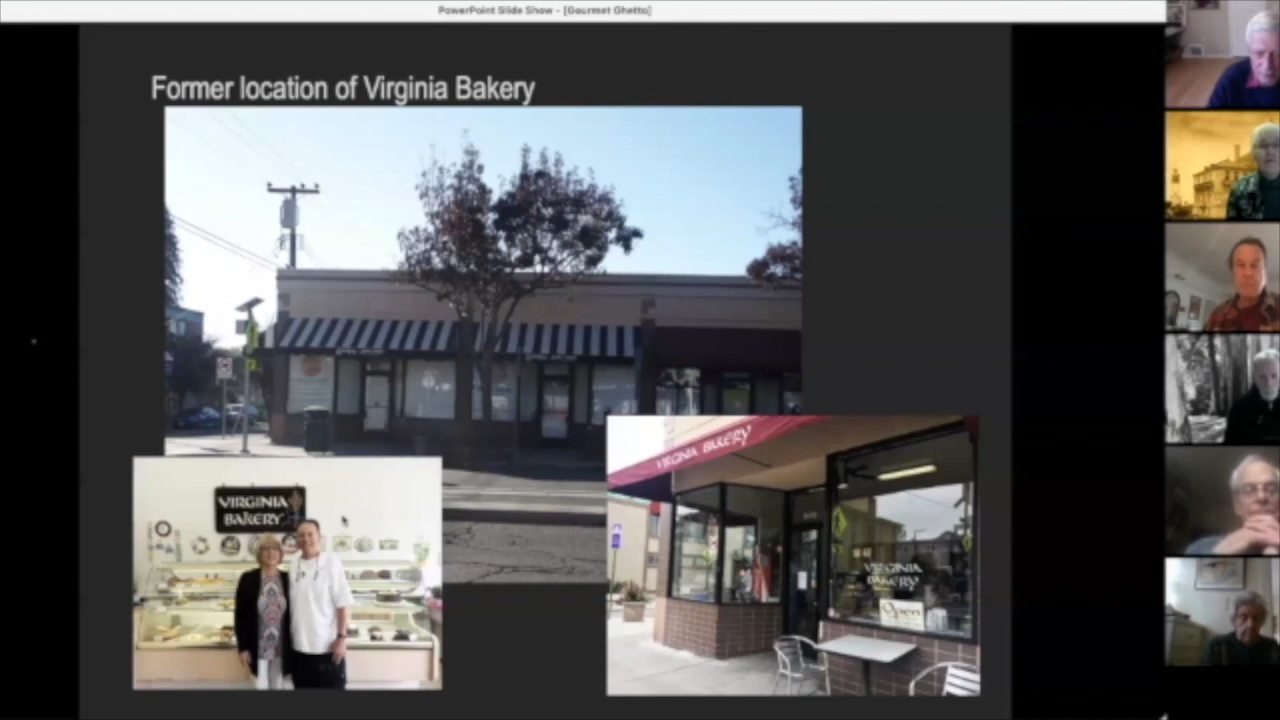 PowerPoint Slide Show - [Gourmet Ghetto]
Former location of Virginia Bakery
VIRGINIA BAKERY
VIRGINIA
BAKERY
VIRGINIA
BAKERY
Open